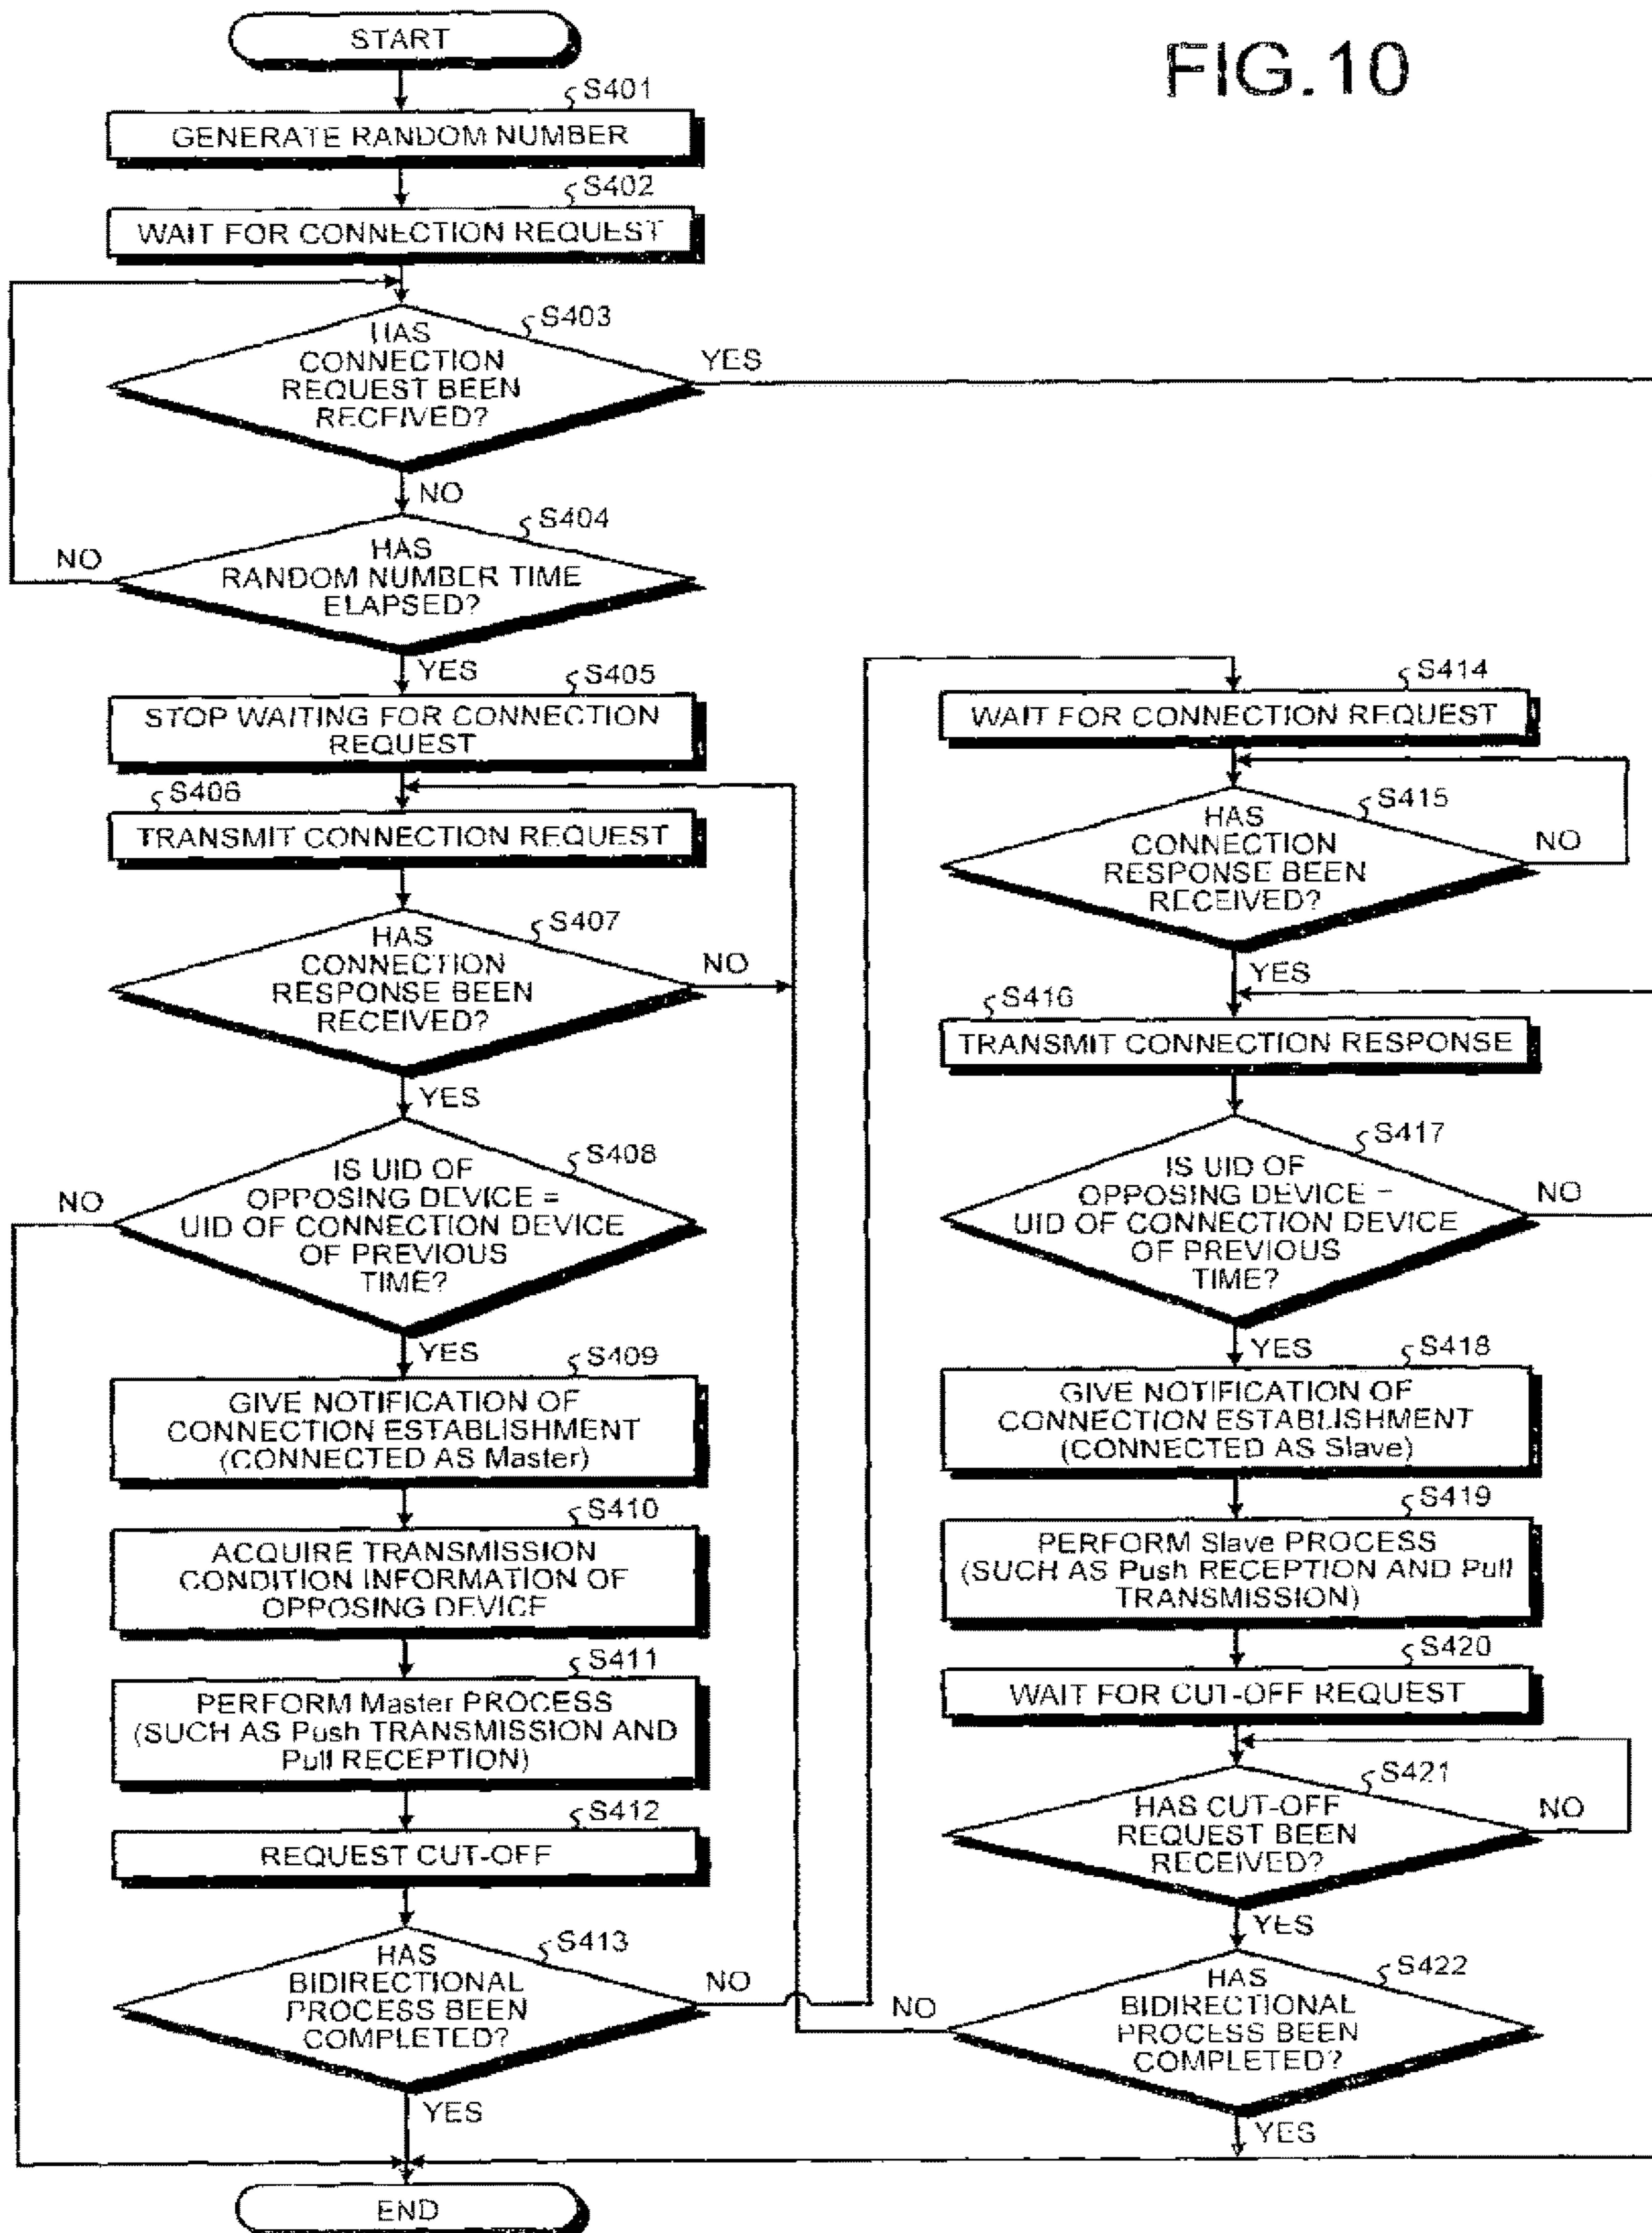 FIG.10
START
S401
GENERATE RANDOM NUMBER
S402
WAIT FOR CONNECTION REQUEST
S403
HAS
CONNECTION
REQUEST BEEN
RECEIVED?
YES
NO
S404
HAS
RANDOM NUMBER TIME
ELAPSED?
NO
YES
S405
STOP WAITING FOR CONNECTION
REQUEST
S406
TRANSMIT CONNECTION REQUEST
S407
HAS
CONNECTION
RESPONSE BEEN
RECEIVED?
NO
YES
S408
IS UID OF
OPPOSING DEVICE =
UID OF CONNECTION DEVICE
OF PREVIOUS
TIME?
NO
YES
S409
GIVE NOTIFICATION OF
CONNECTION ESTABLISHMENT
(CONNECTED AS Master)
S410
ACQUIRE TRANSMISSION
CONDITION INFORMATION OF
OPPOSING DEVICE
S411
PERFORM Master PROCESS
(SUCH AS Push TRANSMISSION AND
Pull RECEPTION)
S412
REQUEST CUT-OFF
S413
HAS
BIDIRECTIONAL
PROCESS BEEN
COMPLETED?
NO
YES
END
S414
WAIT FOR CONNECTION REQUEST
S415
HAS
CONNECTION
RESPONSE BEEN
RECEIVED?
NO
YES
S416
TRANSMIT CONNECTION RESPONSE
S417
IS UID OF
OPPOSING DEVICE =
UID OF CONNECTION DEVICE
OF PREVIOUS
TIME?
NO
YES
S418
GIVE NOTIFICATION OF
CONNECTION ESTABLISHMENT
(CONNECTED AS Slave)
S419
PERFORM Slave PROCESS
(SUCH AS Push RECEPTION AND Pull
TRANSMISSION)
S420
WAIT FOR CUT-OFF REQUEST
S421
HAS CUT-OFF
REQUEST BEEN
RECEIVED?
NO
YES
S422
HAS
BIDIRECTIONAL
PROCESS BEEN
COMPLETED?
NO
YES